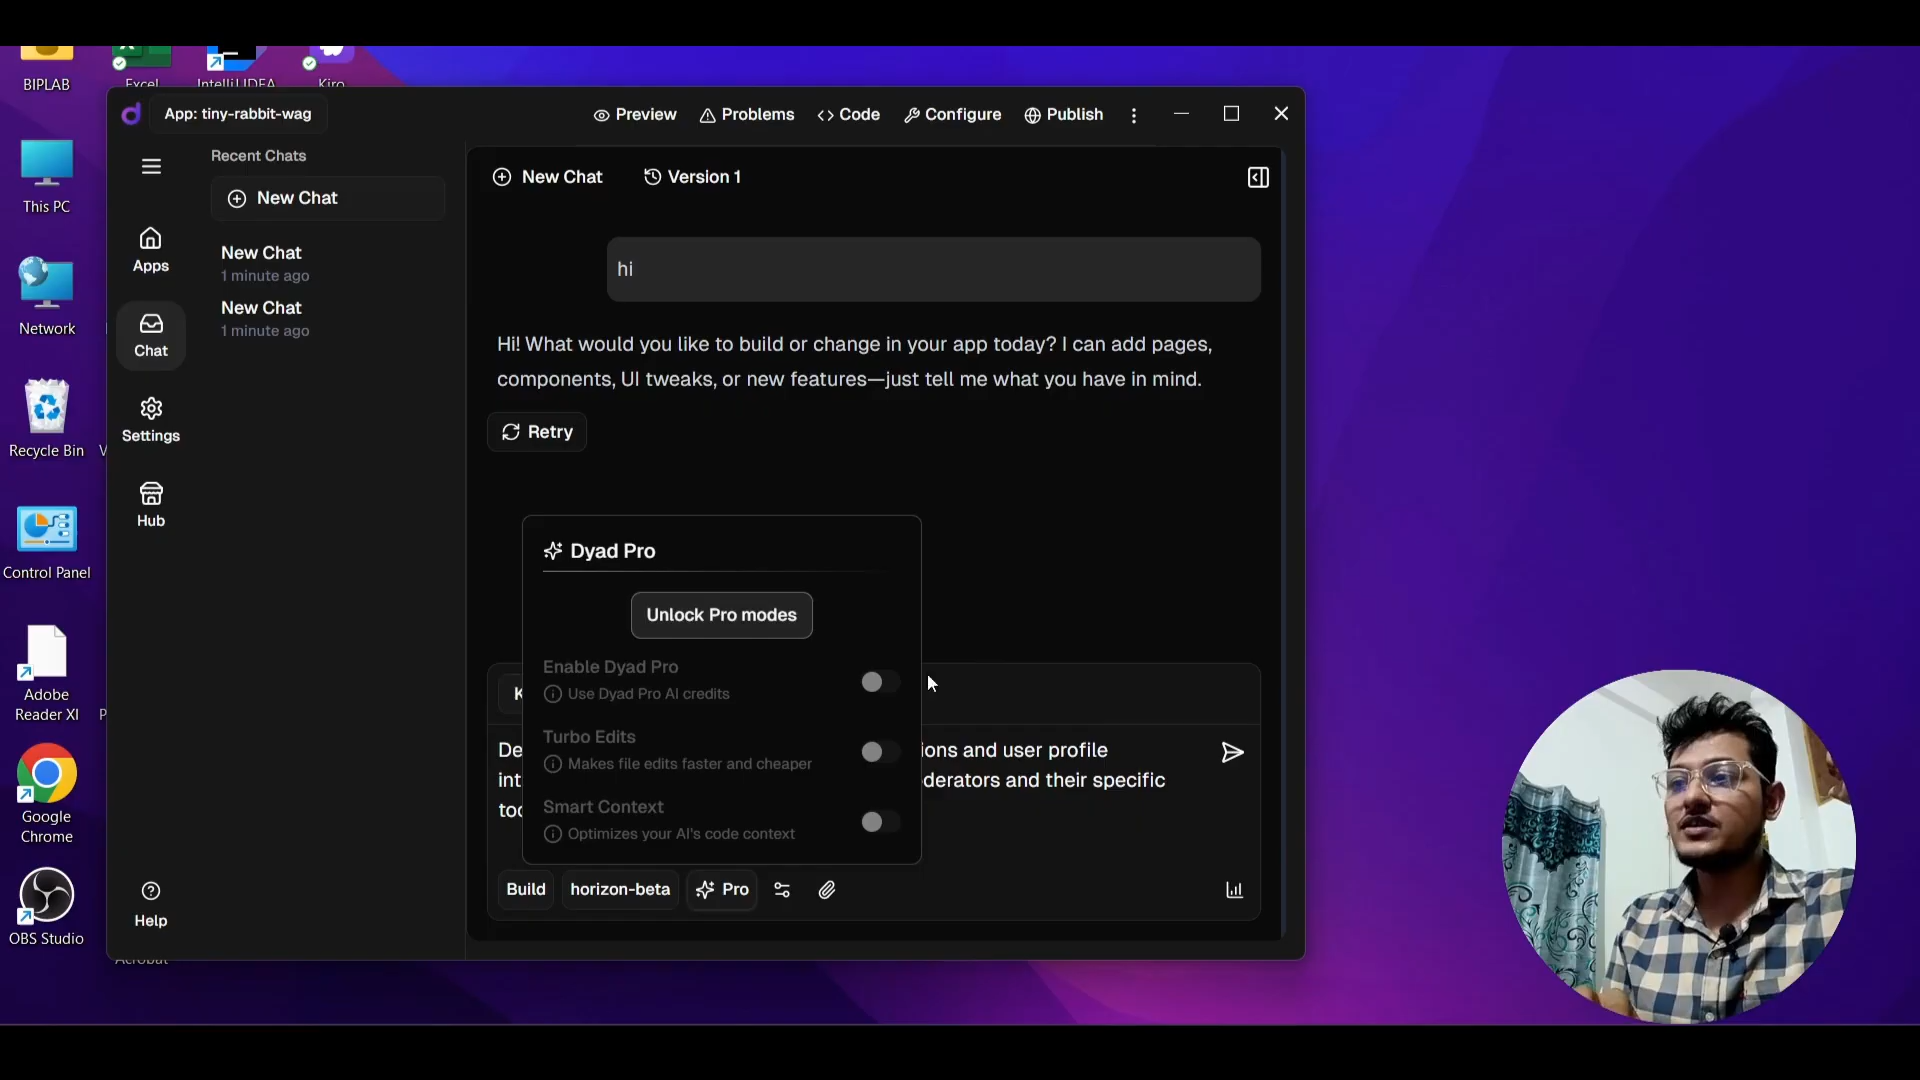 BIPLAB
Excel
IntelliJ IDEA
Kiro
This PC
Network
Recycle Bin
Control Panel
Adobe
Reader XI
Google
Chrome
OBS Studio
App: tiny-rabbit-wag
Preview
Problems
Code
Configure
Publish
Apps
Chat
Settings
Hub
Help
Recent Chats
New Chat
New Chat
1 minute ago
New Chat
1 minute ago
New Chat
Version 1
hi
Hi! What would you like to build or change in your app today? I can add pages,
components, UI tweaks, or new features—just tell me what you have in mind.
Retry
Dyad Pro
Unlock Pro modes
Enable Dyad Pro
Use Dyad Pro AI credits
Turbo Edits
Makes file edits faster and cheaper
Smart Context
Optimizes your AI's code context
and user profile
and their specific
Build
horizon-beta
Pro